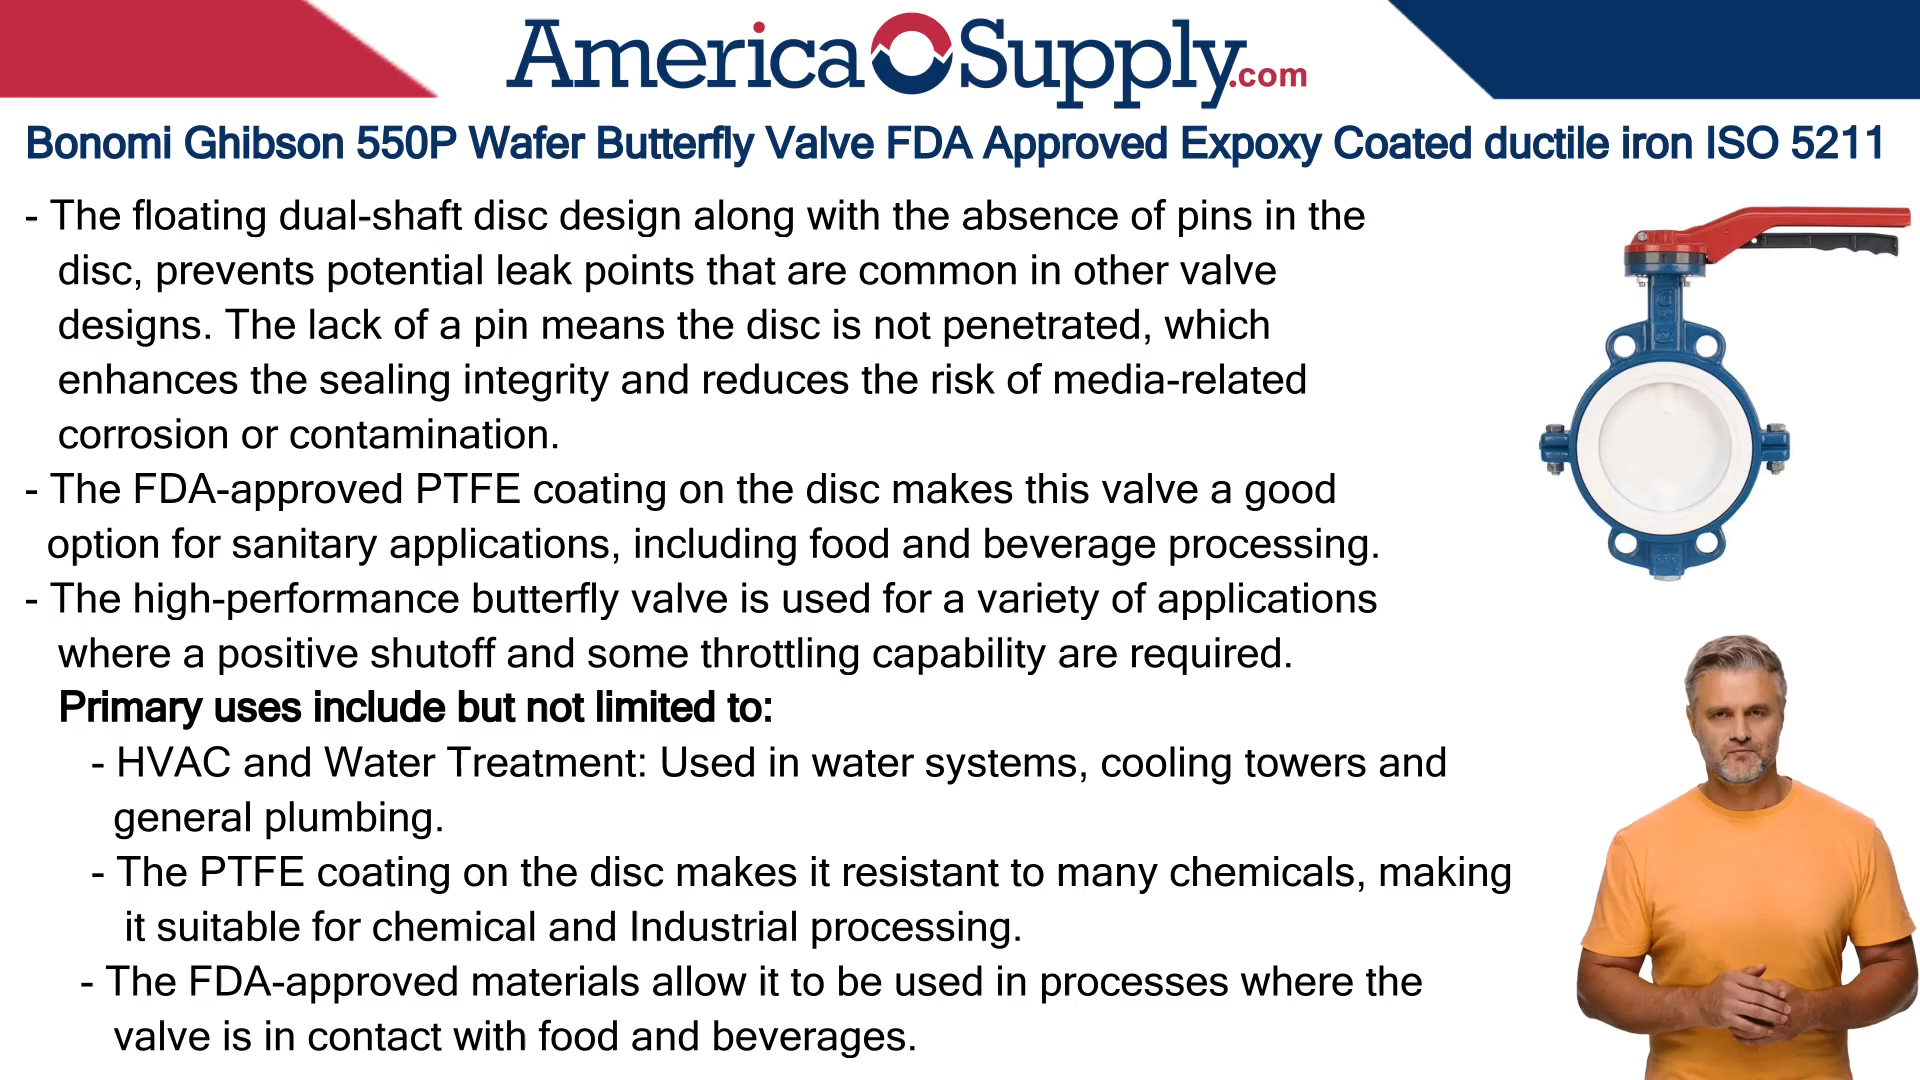 AmericaSupply.com
Bonomi Ghibson 550P Wafer Butterfly Valve FDA Approved Expoxy Coated ductile iron ISO 5211
- The floating dual-shaft disc design along with the absence of pins in the
disc, prevents potential leak points that are common in other valve
designs. The lack of a pin means the disc is not penetrated, which
enhances the sealing integrity and reduces the risk of media-related
corrosion or contamination.
- The FDA-approved PTFE coating on the disc makes this valve a good
option for sanitary applications, including food and beverage processing.
- The high-performance butterfly valve is used for a variety of applications
where a positive shutoff and some throttling capability are required.
Primary uses include but not limited to:
- HVAC and Water Treatment: Used in water systems, cooling towers and
general plumbing.
- The PTFE coating on the disc makes it resistant to many chemicals, making
it suitable for chemical and Industrial processing.
- The FDA-approved materials allow it to be used in processes where the
valve is in contact with food and beverages.